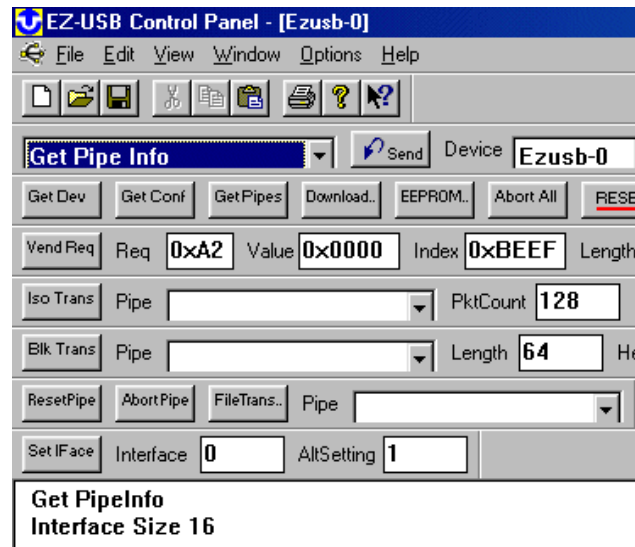 EZ-USB Control Panel - [Ezusb-0]
File Edit View Window Options Help
Get Pipe Info Send Device Ezusb-0
Get Dev Get Conf Get Pipes Download.. EEPROM.. Abort All RESE
Vend Req Req 0xA2 Value 0x0000 Index 0xBEEF Length
Iso Trans Pipe PktCount 128
Blk Trans Pipe Length 64 He
ResetPipe AbortPipe FileTrans.. Pipe
Set IFace Interface 0 AltSetting 1
Get PipeInfo
Interface Size 16